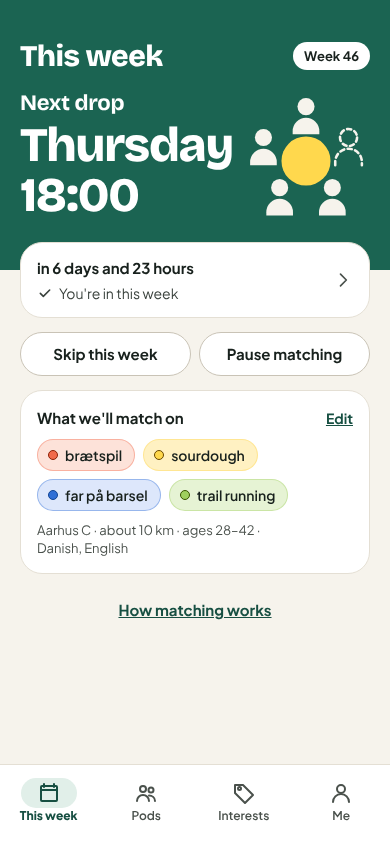 This week
Week 46
Next drop
Thursday
18:00
in 6 days and 23 hours
You're in this week
Skip this week
Pause matching
What we'll match on
Edit
brætspil
sourdough
far på barsel
trail running
Aarhus C · about 10 km · ages 28–42 ·
Danish, English
How matching works
This week
Pods
Interests
Me